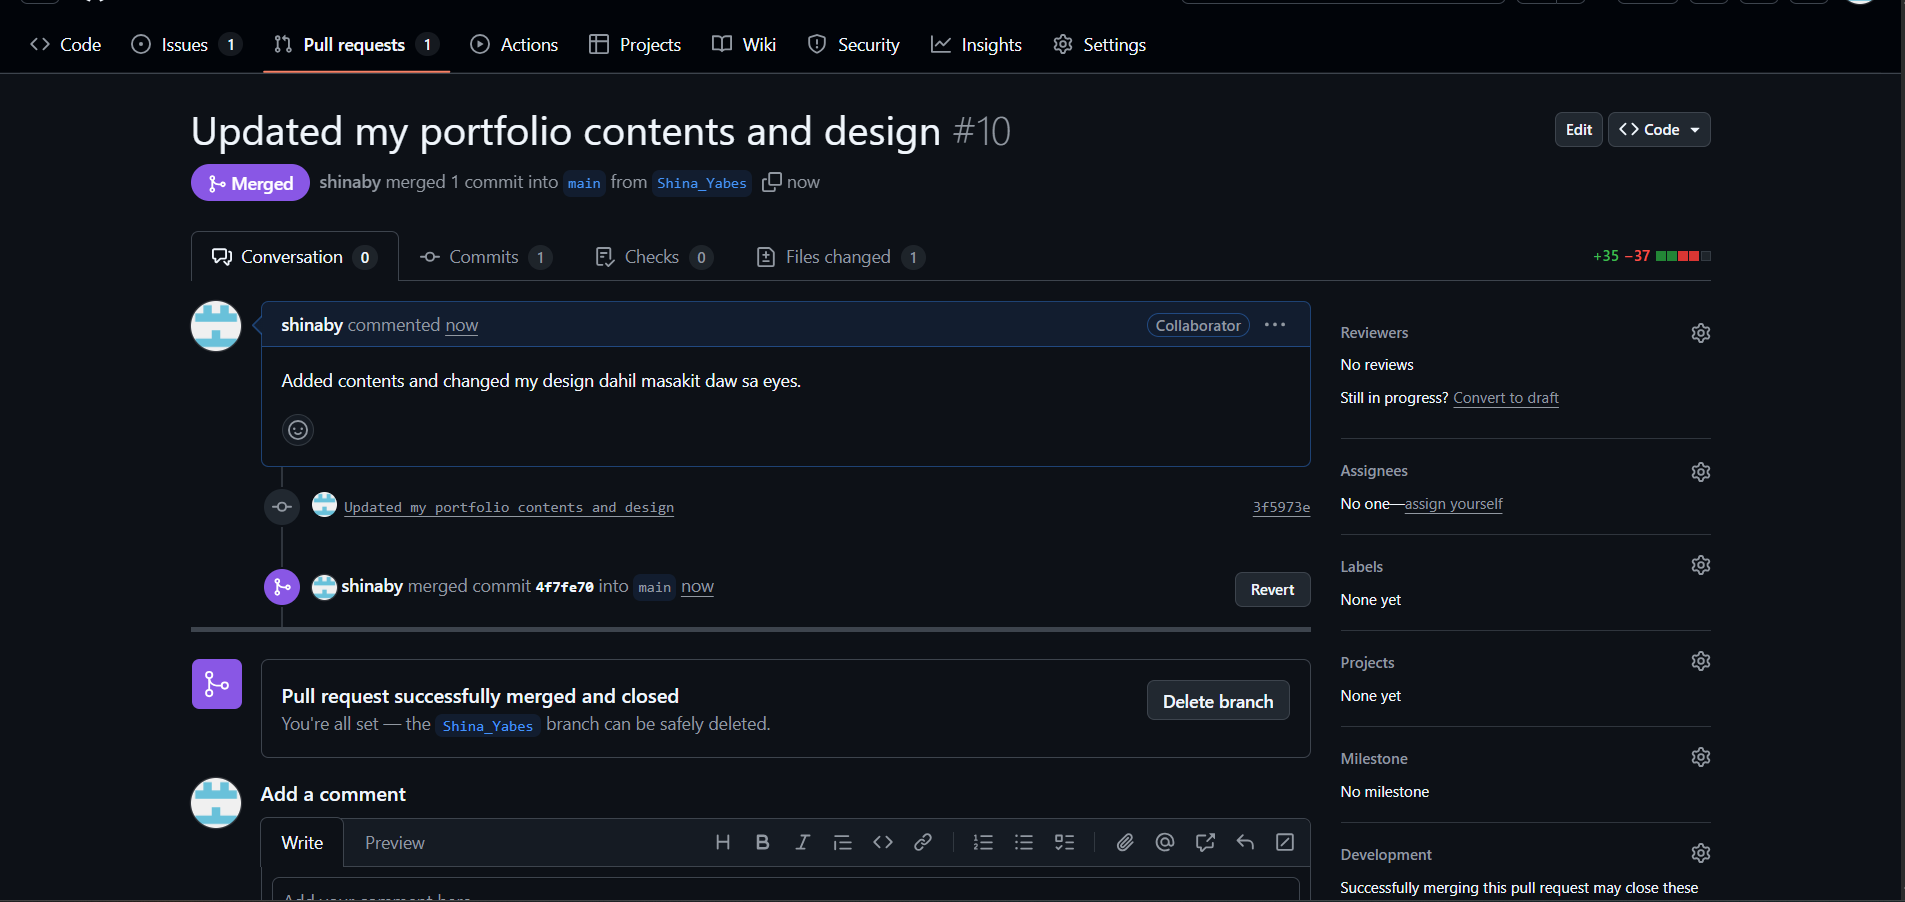 Code Issues 1 Pull requests 1 Actions Projects Wiki Security Insights Settings
Updated my portfolio contents and design #10
Edit Code
Merged shinaby merged 1 commit into main from Shina_Yabes now
Conversation 0 Commits 1 Checks 0 Files changed 1 +35 −37
shinaby commented now Collaborator
Added contents and changed my design dahil masakit daw sa eyes.
Updated my portfolio contents and design 3f5973e
shinaby merged commit 4f7fe70 into main now Revert
Pull request successfully merged and closed
You're all set — the Shina_Yabes branch can be safely deleted.
Delete branch
Add a comment
Write Preview
Add your comment here
Reviewers
No reviews
Still in progress? Convert to draft
Assignees
No one—assign yourself
Labels
None yet
Projects
None yet
Milestone
No milestone
Development
Successfully merging this pull request may close these